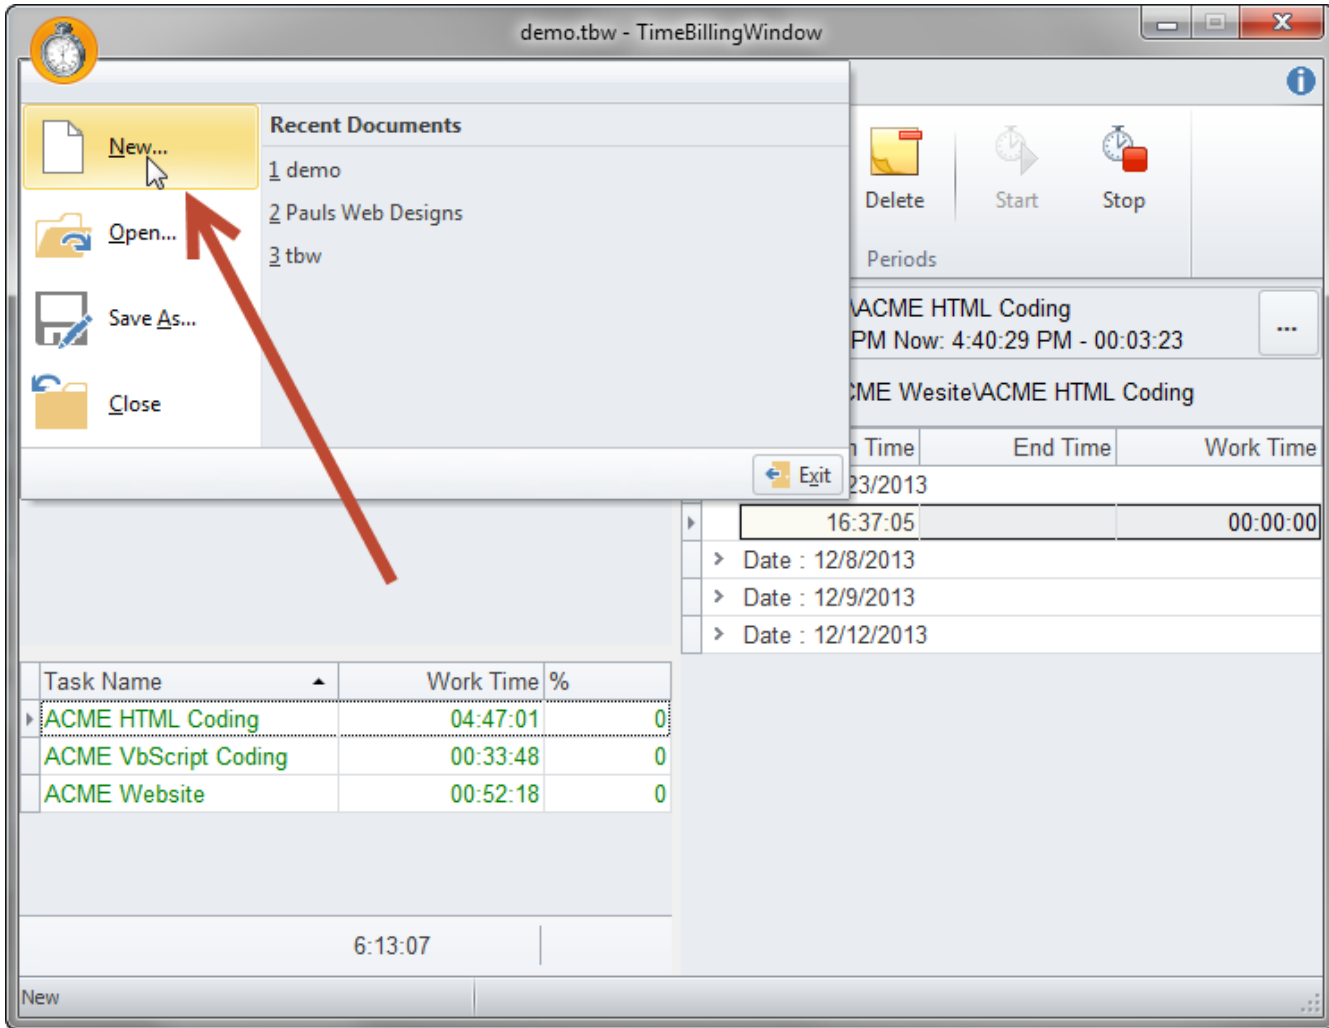 demo.tbw - TimeBillingWindow
New...
Open...
Save As...
Close
Recent Documents
1 demo
2 Pauls Web Designs
3 tbw
Exit
Delete
Start
Stop
Periods
\ACME HTML Coding
PM Now: 4:40:29 PM - 00:03:23
...
ME Wesite\ACME HTML Coding
Time End Time Work Time
23/2013
16:37:05 00:00:00
Date : 12/8/2013
Date : 12/9/2013
Date : 12/12/2013
Task Name Work Time %
ACME HTML Coding 04:47:01 0
ACME VbScript Coding 00:33:48 0
ACME Website 00:52:18 0
6:13:07
New